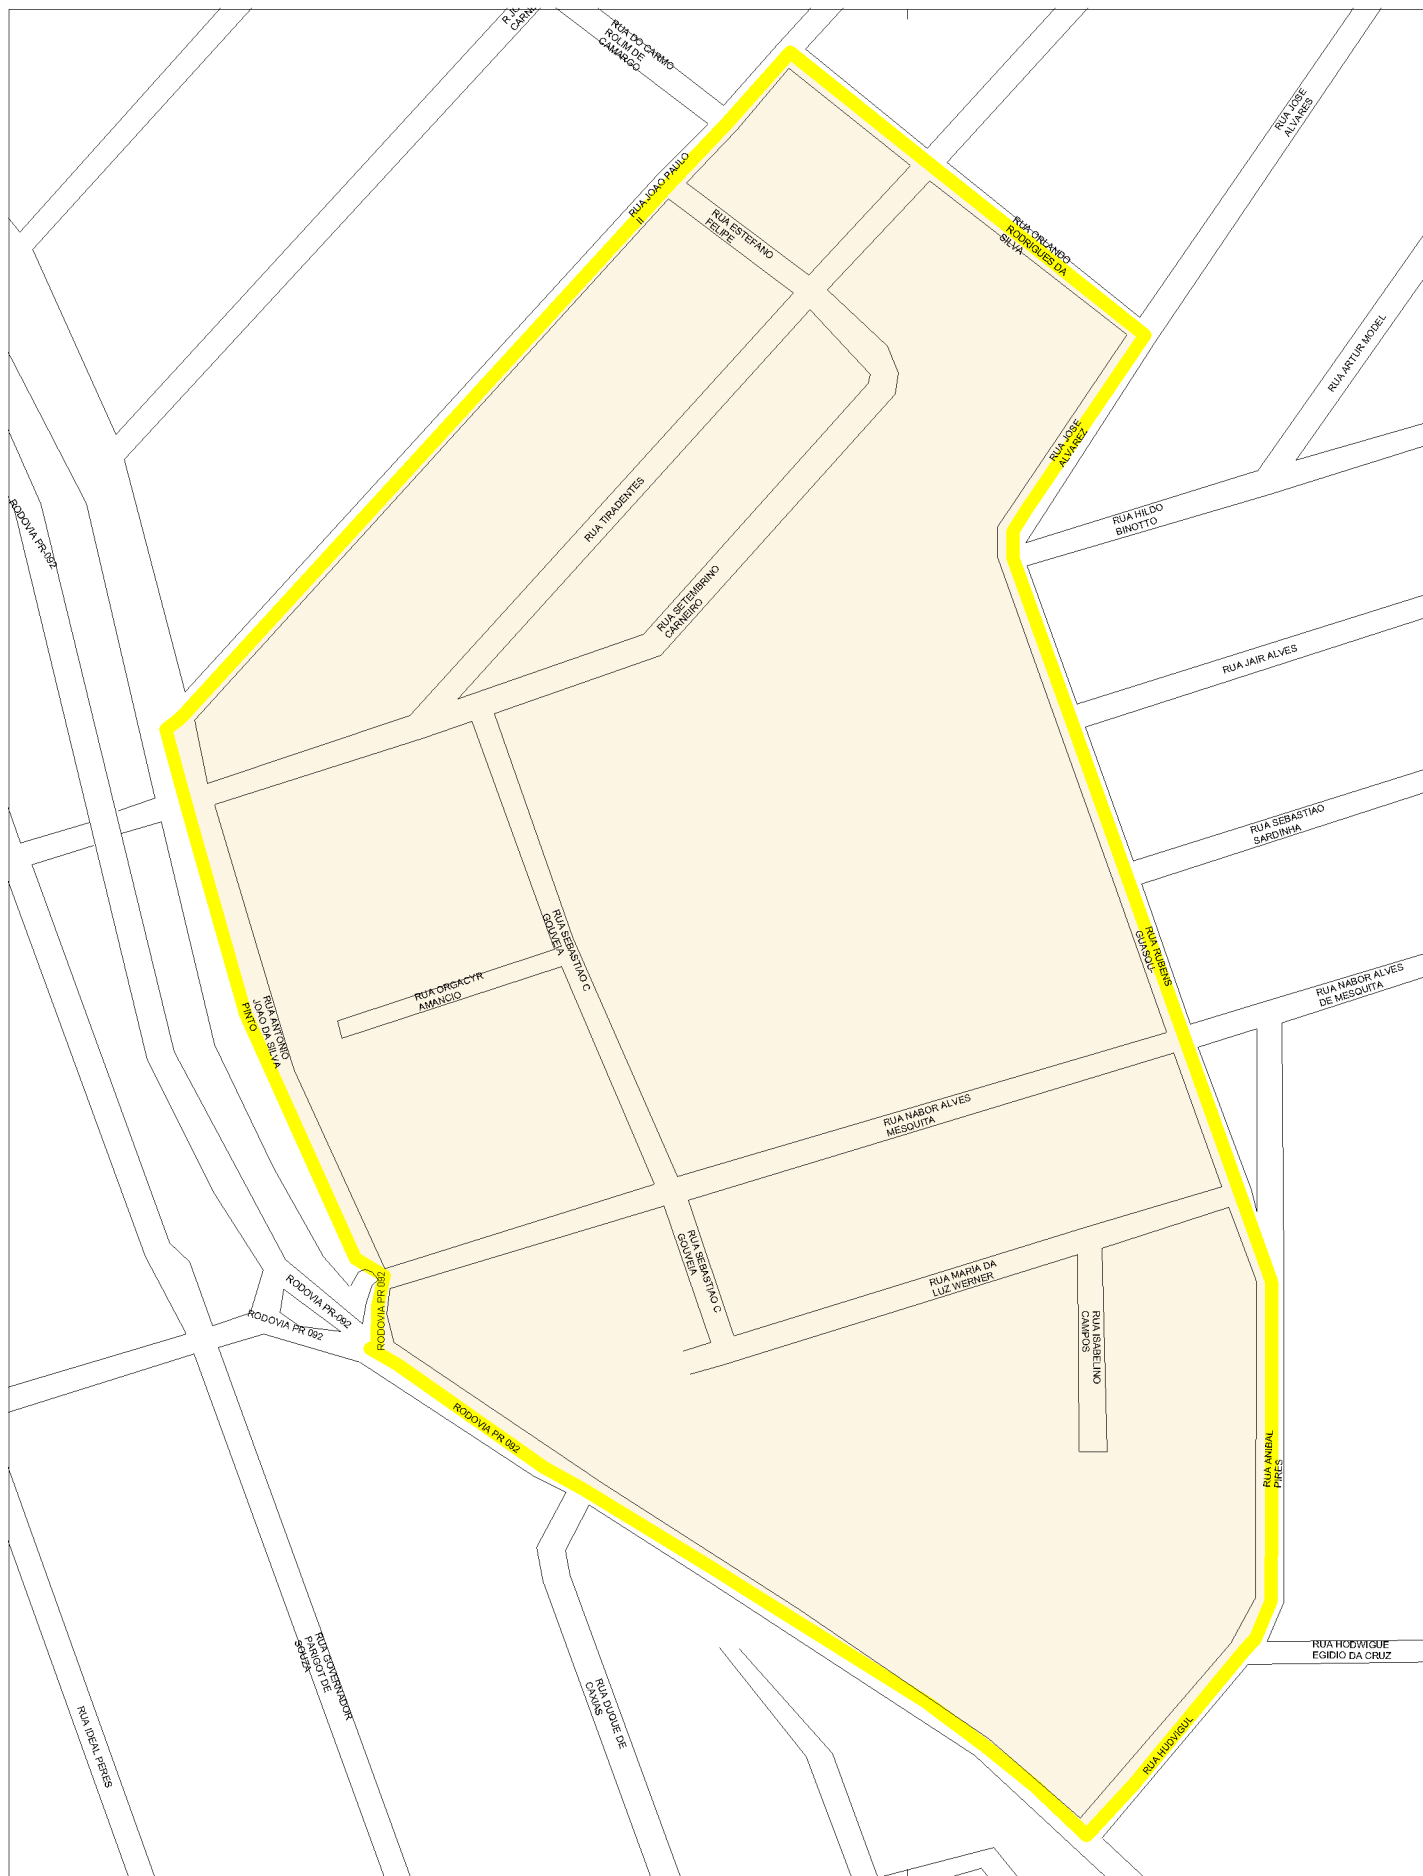 R JO
CARNE
RUA DO CARMO
ROLIM DE
CAMARGO
RUA JOSE
ALVARES
RUA JOAO PAULO
II
RUA ESTEFANO
FELIPE
RUA ORLANDO
RODRIGUES DA
SILVA
RUA ARTUR MODEL
RUA JOSE
ALVAREZ
RUA TIRADENTES
RODOVIA PR-092
RUA HILDO
BINOTTO
RUA SETEMBRINO
CARNEIRO
RUA JAIR ALVES
RUA SEBASTIAO
SARDINHA
RUA SEBASTIAO C
GOUVEIA
RUA RUBENS
GUASQU-
RUA ORGACYR
AMANCIO
RUA NABOR ALVES
DE MESQUITA
RUA ANTONIO
JOAO DA SILVA
PINTO
RUA NABOR ALVES
MESQUITA
RUA SEBASTIAO C
GOUVEIA
RUA MARIA DA
LUZ WERNER
RODOVIA PR-092
RODOVIA PR 092
RODOVIA PR 092
RUA ISABELINO
CAMPOS
RODOVIA PR 092
RUA ANIBAL
PIRES
RUA HODWIGUE
EGIDIO DA CRUZ
RUA GOVERNADOR
PARIGOT DE
SOUZA
RUA DUQUE DE
CAXIAS
RUA IDEAL PERES
RUA HUDVIGUL